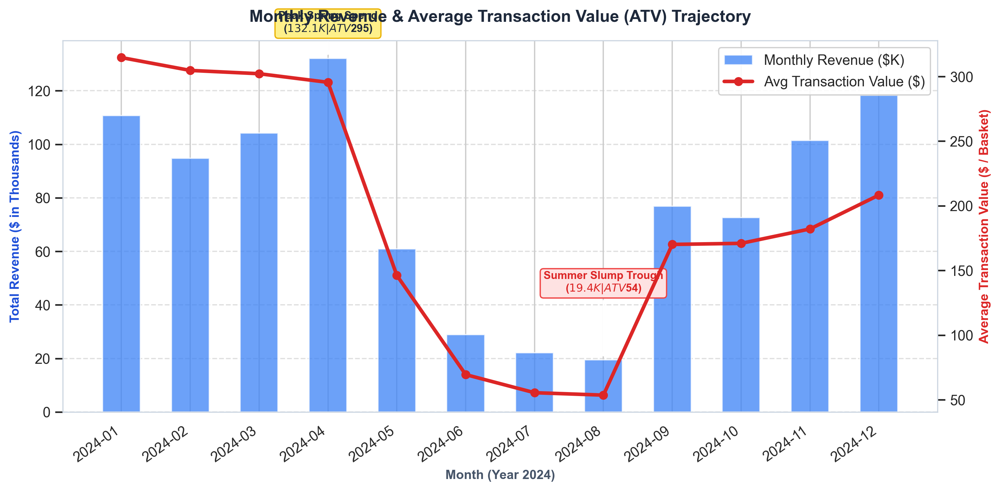 Monthly Revenue & Average Transaction Value (ATV) Trajectory
Peak Spring Spend
(132.1K|ATV295)
Monthly Revenue ($K)
Avg Transaction Value ($)
Total Revenue ($ in Thousands)
120
100
80
60
40
20
0
Summer Slump Trough
(19.4K|ATV54)
300
250
200
150
100
50
Average Transaction Value ($ / Basket)
2024-01
2024-02
2024-03
2024-04
2024-05
2024-06
2024-07
2024-08
2024-09
2024-10
2024-11
2024-12
Month (Year 2024)